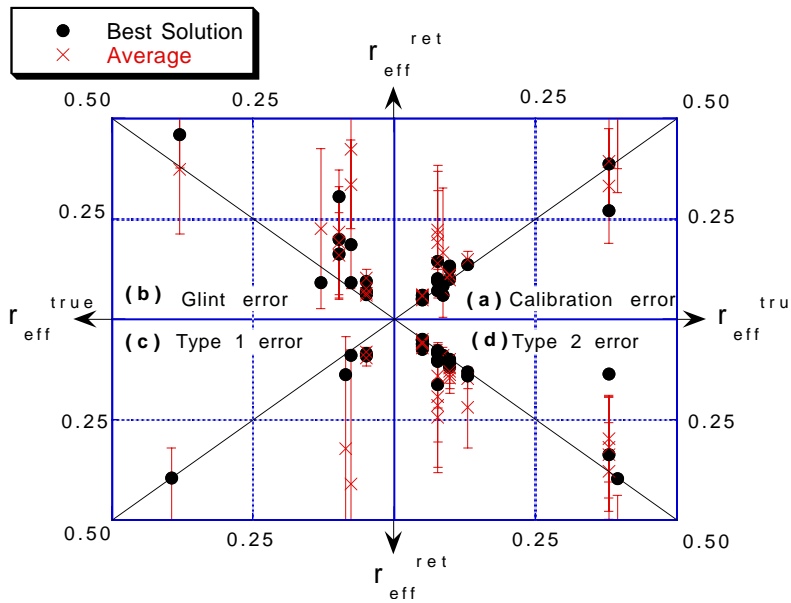 Best Solution
Average
r eff ret
0.50 0.25 0.25 0.50
0.25 0.25
(b) Glint error (a) Calibration error
r eff true r eff tru
(c) Type 1 error (d) Type 2 error
0.25 0.25
0.50 0.25 0.25 0.50
r eff ret